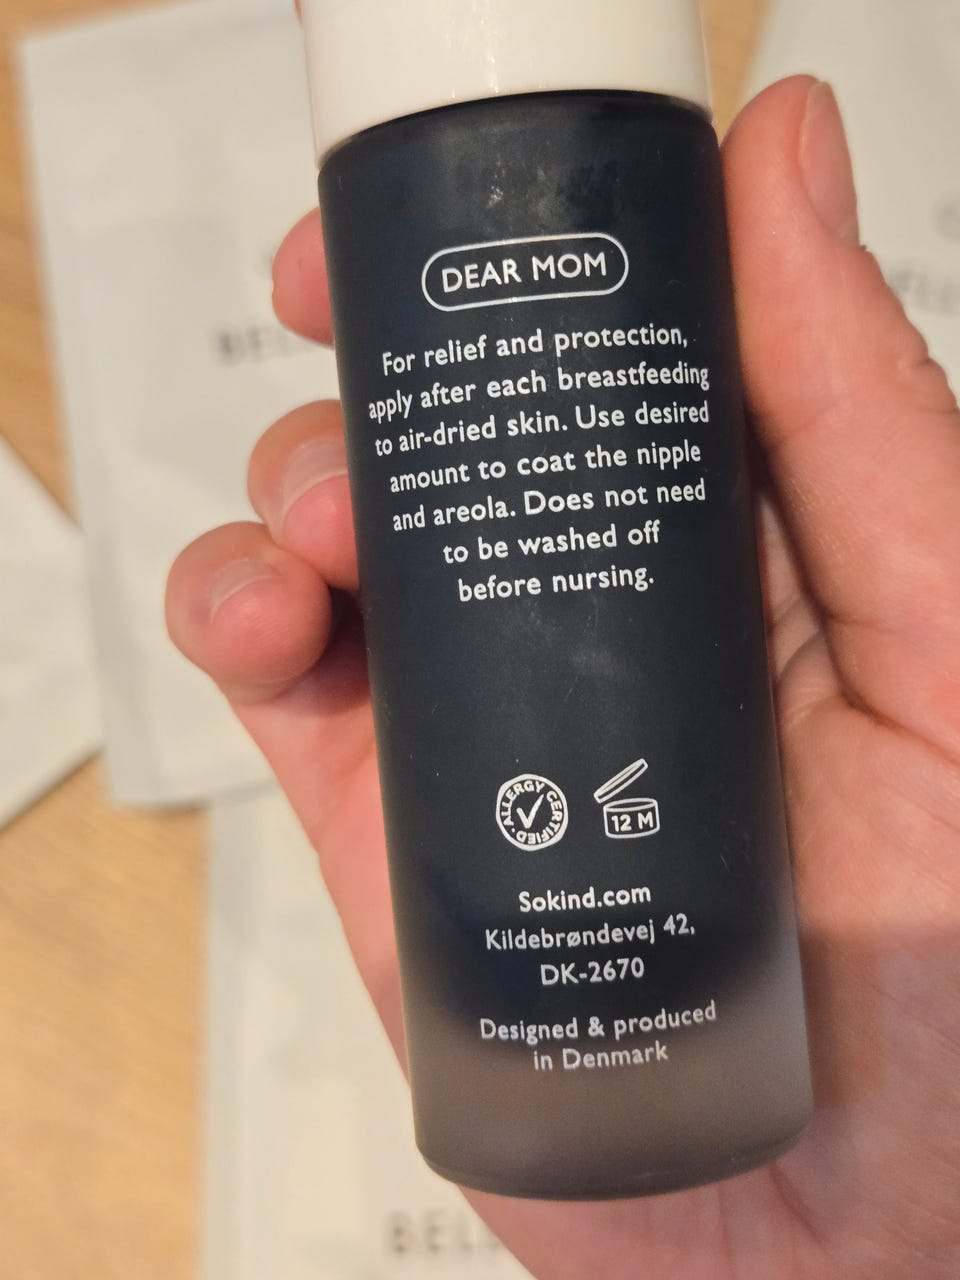 DEAR MOM
For relief and protection,
apply after each breastfeeding
to air-dried skin. Use desired
amount to coat the nipple
and areola. Does not need
to be washed off
before nursing.
ALLERGY CERTIFIED
12 M
Sokind.com
Kildebrøndevej 42,
DK-2670
Designed & produced
in Denmark